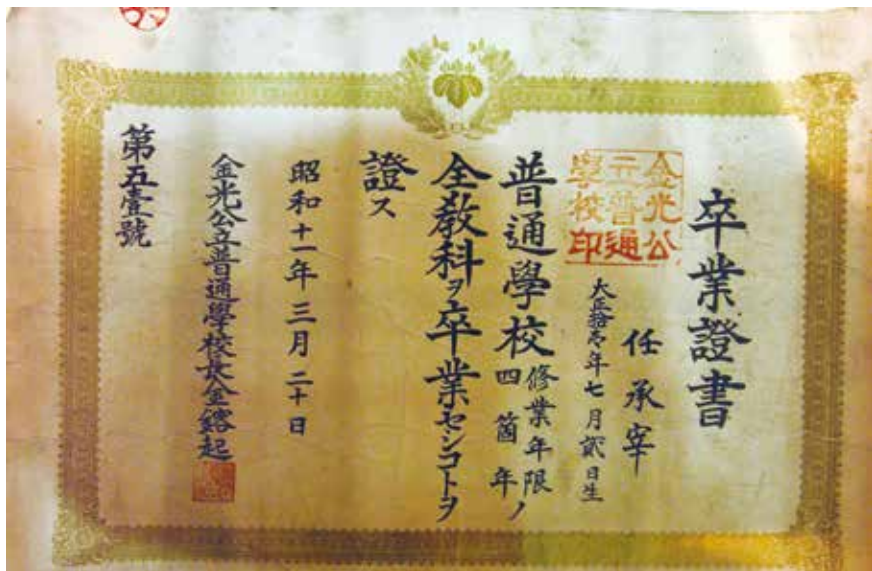 卒業證書
任承宰
大正拾壱年七月貳日生
金光公
立普通
學校印
普通學校修業年限四箇年ノ
全教科ヲ卒業セシコトヲ
證ス
昭和十一年三月二十日
金光公立普通學校長金鎔起
第五壹號